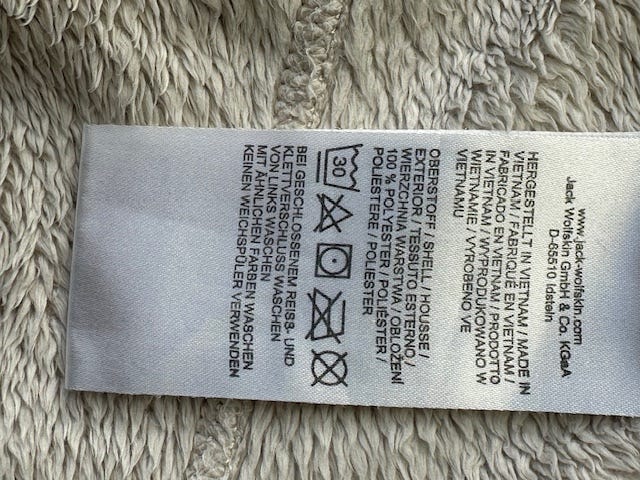 www.jack-wolfskin.com
Jack Wolfskin GmbH & Co. KGaA
D-65510 Idstein
HERGESTELLT IN VIETNAM / MADE IN
VIETNAM / FABRIQUÉ EN VIETNAM /
FABRICADO EN VIETNAM / PRODOTTO
IN VIETNAM / WYPRODUKOWANO W
WIETNAMIE / VYROBENO VE
VIETNAMU
OBERSTOFF / SHELL / HOUSSE /
EXTERIOR / TESSUTO ESTERNO /
WIERZCHNIA WARSTWA / OBLOŽENÍ
100 % POLYESTER / POLIÉSTER /
POLIESTERE / POLIESTER
30
BEI GESCHLOSSENEM REISS- UND
KLETTVERSCHLUSS WASCHEN
VON LINKS WASCHEN
MIT ÄHNLICHEN FARBEN WASCHEN
KEINEN WEICHSPÜLER VERWENDEN